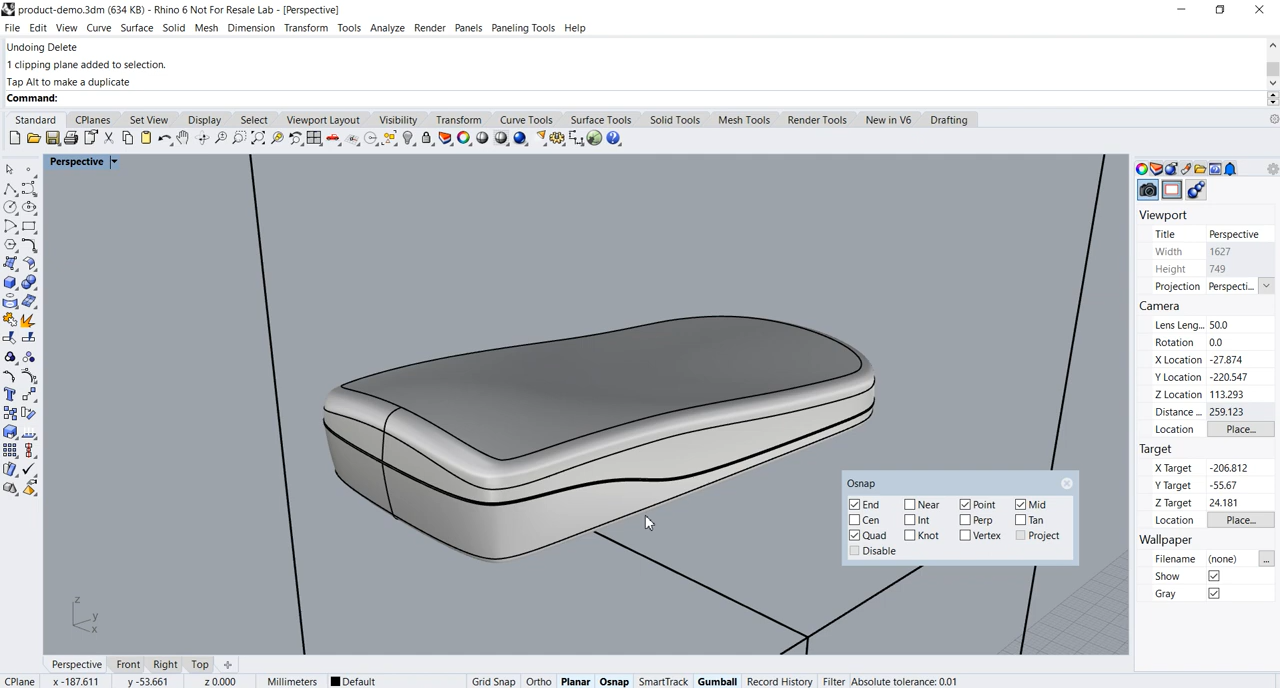 product-demo.3dm (634 KB) - Rhino 6 Not For Resale Lab - [Perspective]
File Edit View Curve Surface Solid Mesh Dimension Transform Tools Analyze Render Panels Paneling Tools Help
Undoing Delete
1 clipping plane added to selection.
Tap Alt to make a duplicate
Command:
Standard CPlanes Set View Display Select Viewport Layout Visibility Transform Curve Tools Surface Tools Solid Tools Mesh Tools Render Tools New in V6 Drafting
Perspective
Viewport
Title Perspective
Width 1627
Height 749
Projection Perspecti...
Camera
Lens Leng... 50.0
Rotation 0.0
X Location -27.874
Y Location -220.547
Z Location 113.293
Distance ... 259.123
Location Place...
Target
X Target -206.812
Y Target -55.67
Z Target 24.181
Location Place...
Wallpaper
Filename (none) ...
Show
Gray
Osnap
End Near Point Mid
Cen Int Perp Tan
Quad Knot Vertex Project
Disable
z
y
x
Perspective Front Right Top
CPlane x -187.611 y -53.661 z 0.000 Millimeters Default Grid Snap Ortho Planar Osnap SmartTrack Gumball Record History Filter Absolute tolerance: 0.01